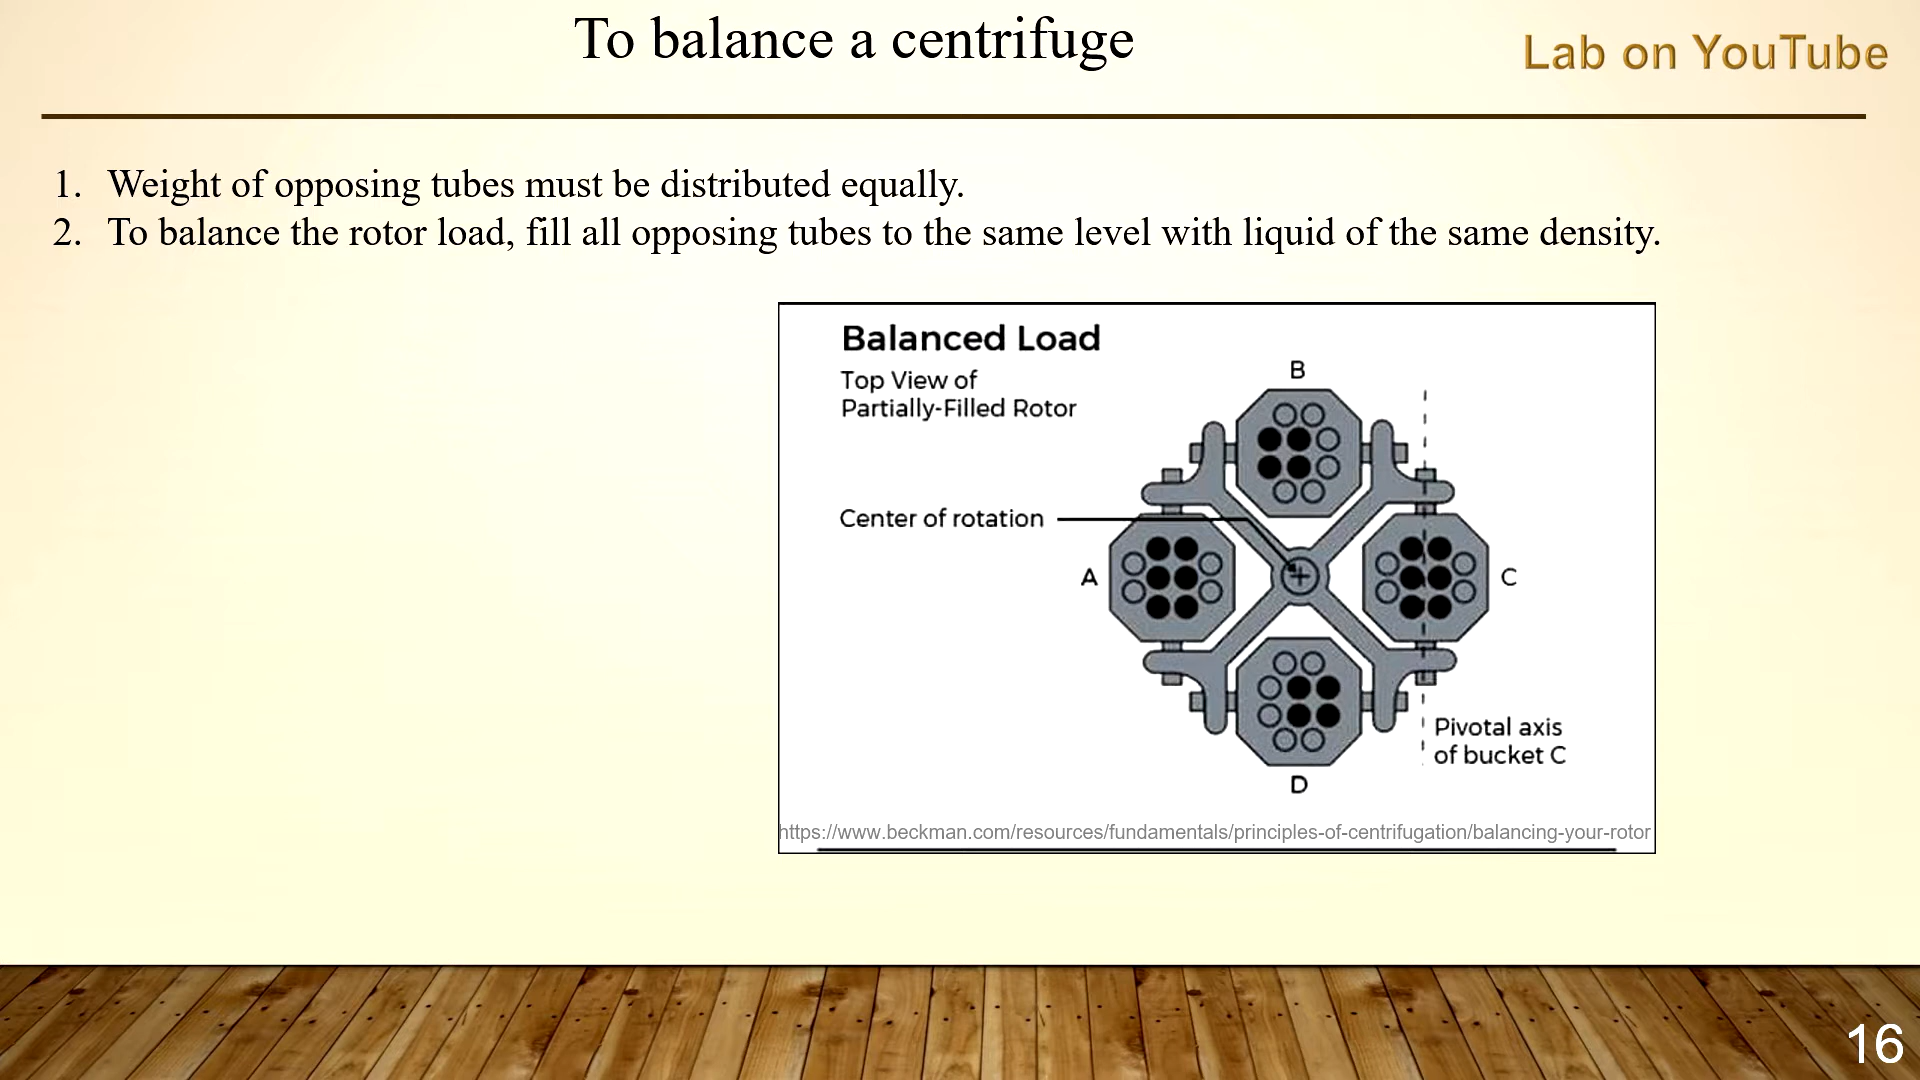 To balance a centrifuge
Lab on YouTube
1. Weight of opposing tubes must be distributed equally.
2. To balance the rotor load, fill all opposing tubes to the same level with liquid of the same density.
Balanced Load
Top View of
Partially-Filled Rotor
B
Center of rotation
A
C
Pivotal axis
of bucket C
D
https://www.beckman.com/resources/fundamentals/principles-of-centrifugation/balancing-your-rotor
16